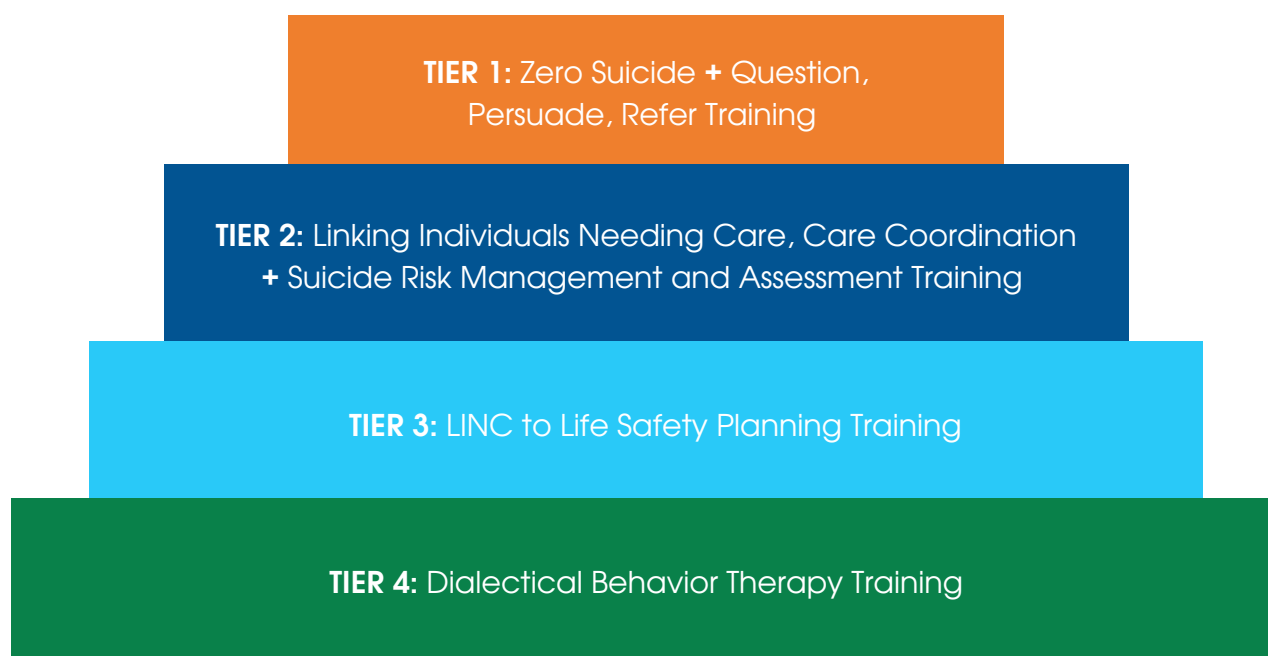 TIER 1: Zero Suicide + Question,
Persuade, Refer Training
TIER 2: Linking Individuals Needing Care, Care Coordination
+ Suicide Risk Management and Assessment Training
TIER 3: LINC to Life Safety Planning Training
TIER 4: Dialectical Behavior Therapy Training